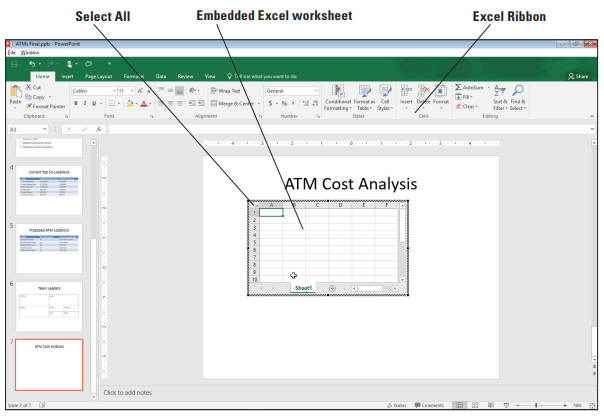 Select All Embedded Excel worksheet Excel Ribbon
ATMs Final.pptx - PowerPoint
File Window
Home Insert Page Layout Formulas Data Review View Tell me what you want to do Share
Cut
Copy
Format Painter
Paste
Calibri 11
B I U
Wrap Text
Merge & Center
General
$ % ,
Conditional Formatting Format as Table Cell Styles
Insert Delete Format
AutoSum
Fill
Clear
Sort & Filter Find & Select
Clipboard Font Alignment Number Styles Cells Editing
A1
fx
4
Current Top Six Locations
5
Proposed ATM Locations
6
Team Leaders
7
ATM Cost Analysis
ATM Cost Analysis
A B C D E F
1
2
3
4
5
6
7
8
9
10
Sheet1
Click to add notes
Slide 7 of 7 Notes Comments 76%